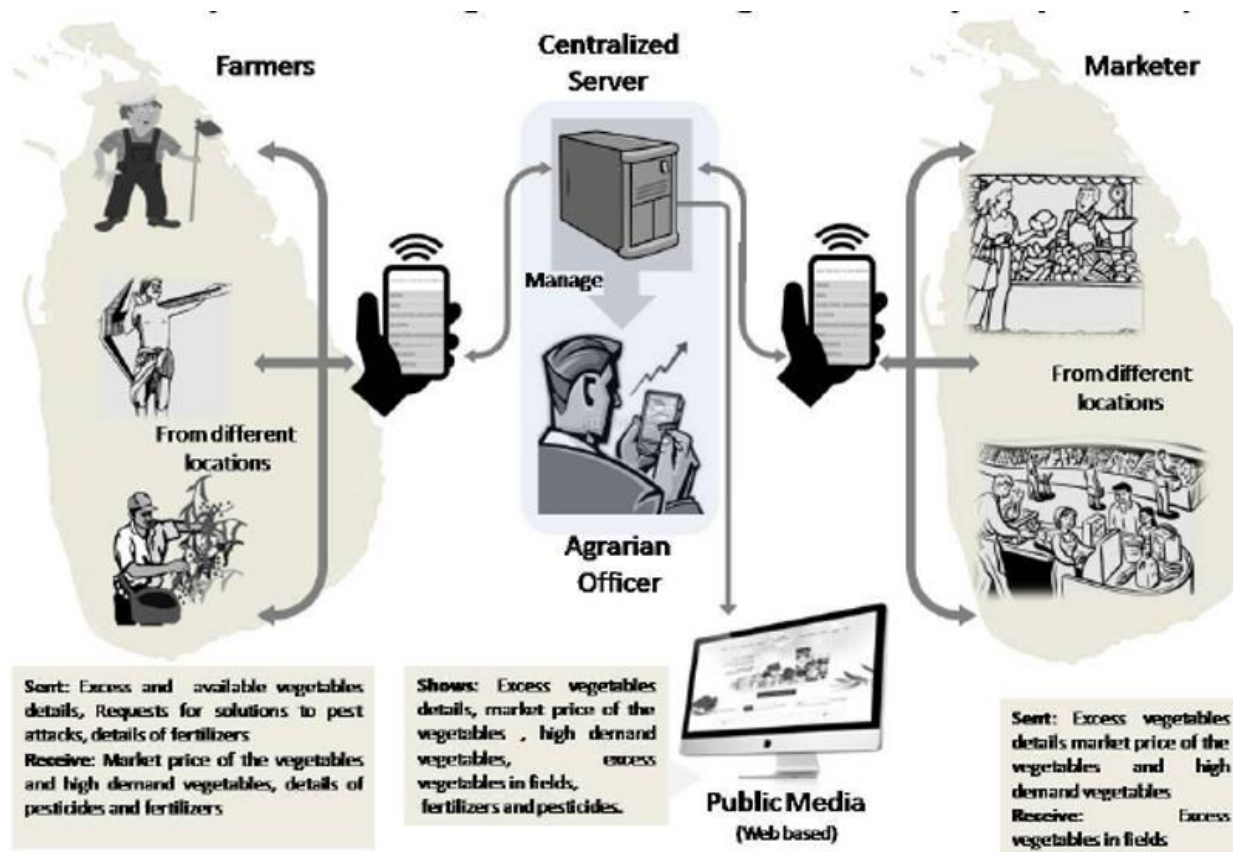 Farmers
Centralized
Server
Marketer
Manage
From different
locations
From different
locations
Agrarian
Officer
Sent: Excess and available vegetables
details, Requests for solutions to pest
attacks, details of fertilizers
Receive: Market price of the vegetables
and high demand vegetables, details of
pesticides and fertilizers
Shows: Excess vegetables
details, market price of the
vegetables , high demand
vegetables, excess
vegetables in fields,
fertilizers and pesticides.
Public Media
(Web based)
Sent: Excess vegetables
details market price of the
vegetables and high
demand vegetables
Receive: Excess
vegetables in fields